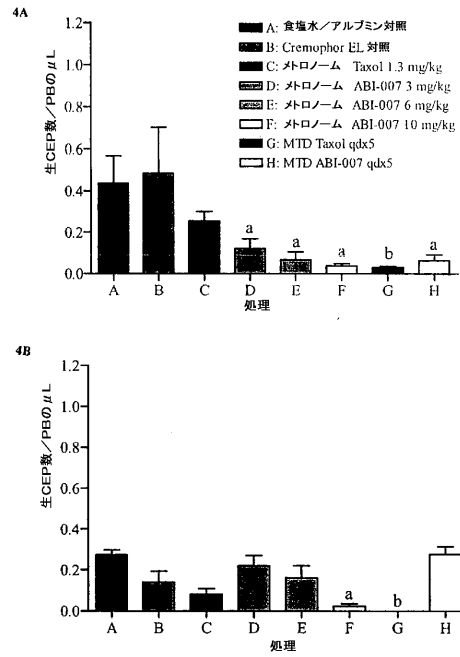 4A
生CEP数／PBのμL
1.2
1.0
0.8
0.6
0.4
0.2
0.0
A: 食塩水／アルブミン対照
B: Cremophor EL 対照
C: メトロノーム Taxol 1.3 mg/kg
D: メトロノーム ABI-007 3 mg/kg
E: メトロノーム ABI-007 6 mg/kg
F: メトロノーム ABI-007 10 mg/kg
G: MTD Taxol qdx5
H: MTD ABI-007 qdx5
a a a b a
A B C D E F G H
処理
4B
生CEP数／PBのμL
1.2
1.0
0.8
0.6
0.4
0.2
0.0
a b
A B C D E F G H
処理